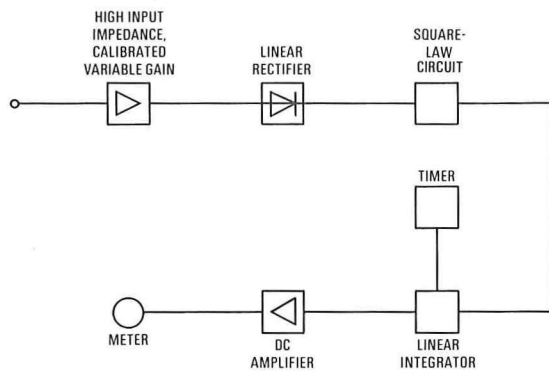 HIGH INPUT
IMPEDANCE,
CALIBRATED
VARIABLE GAIN
LINEAR
RECTIFIER
SQUARE-
LAW
CIRCUIT
TIMER
METER
DC
AMPLIFIER
LINEAR
INTEGRATOR